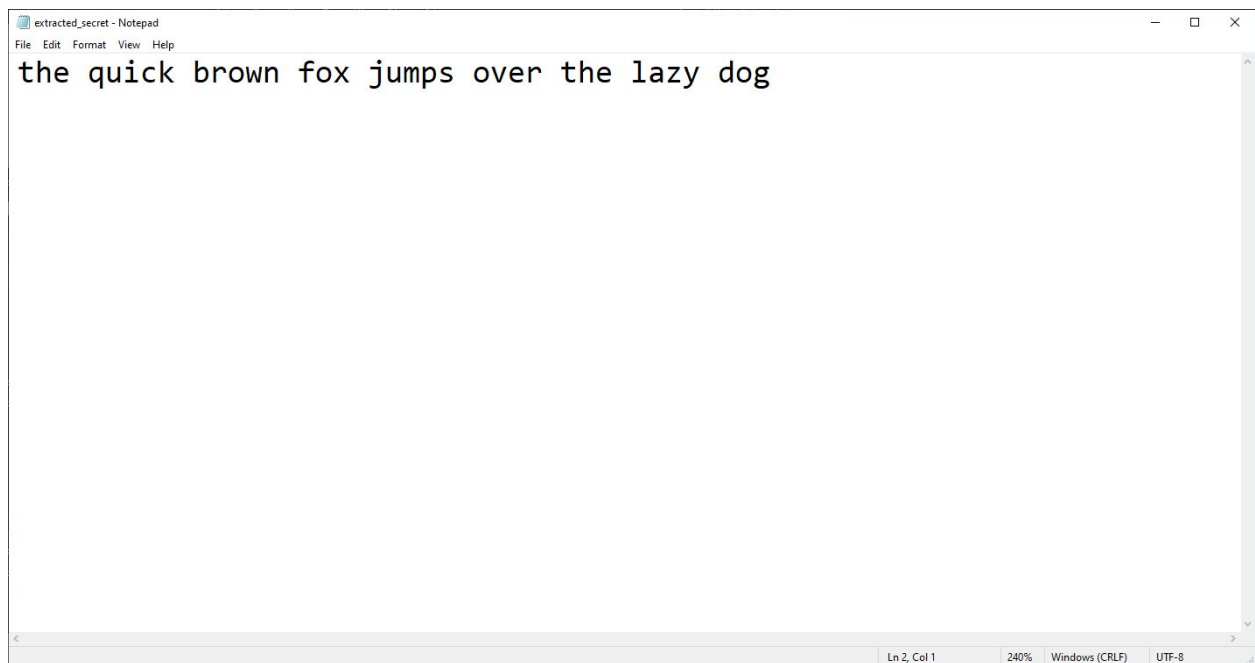 extracted_secret - Notepad
File Edit Format View Help
the quick brown fox jumps over the lazy dog
Ln 2, Col 1 240% Windows (CRLF) UTF-8